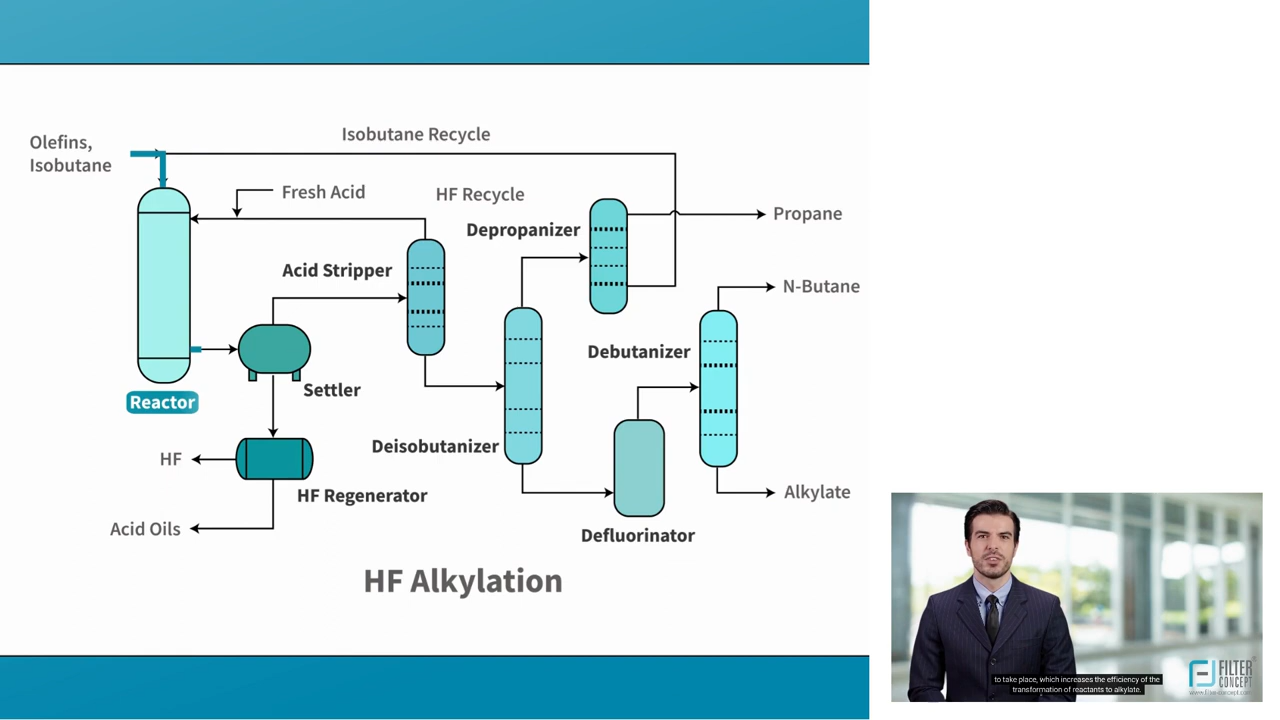 Olefins,
Isobutane
Isobutane Recycle
Fresh Acid
HF Recycle
Propane
Depropanizer
Acid Stripper
N-Butane
Debutanizer
Settler
Reactor
Deisobutanizer
HF
HF Regenerator
Alkylate
Acid Oils
Defluorinator
HF Alkylation
to take place, which increases the efficiency of the
transformation of reactants to alkylate.
FILTER
CONCEPT